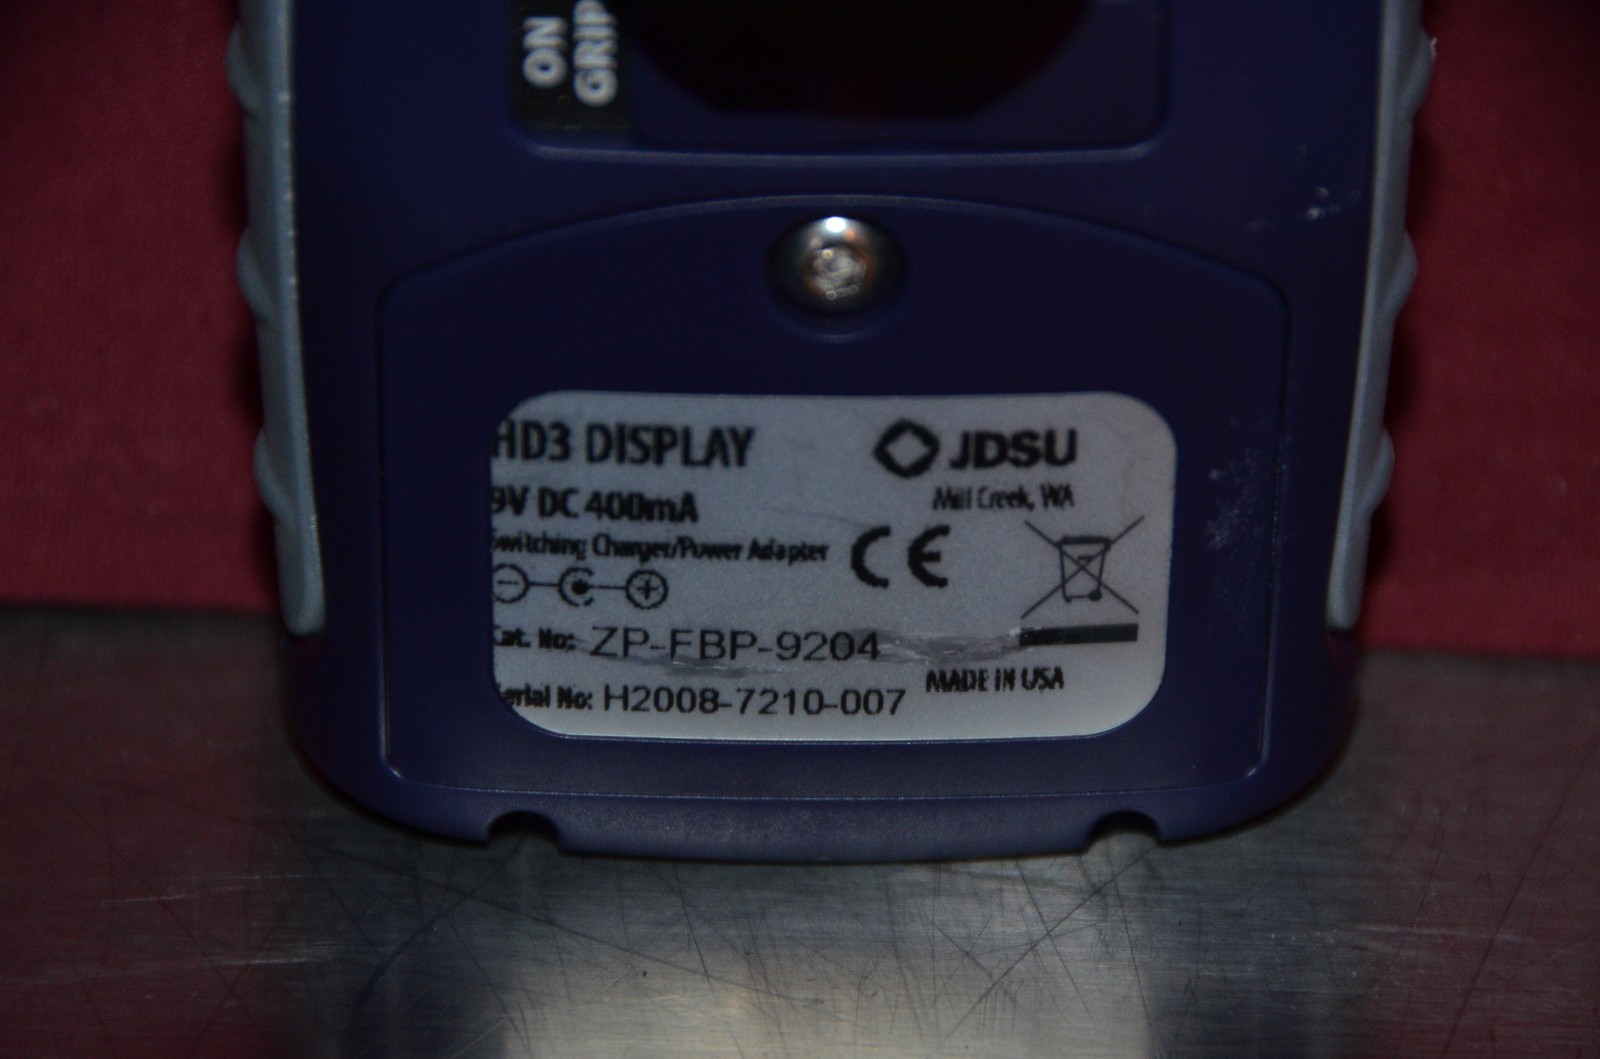 ON
GRIP
HD3 DISPLAY
JDSU
Mill Creek, WA
9V DC 400mA
Switching Charger/Power Adapter
CE
Cat. No: ZP-FBP-9204
Serial No: H2008-7210-007
MADE IN USA